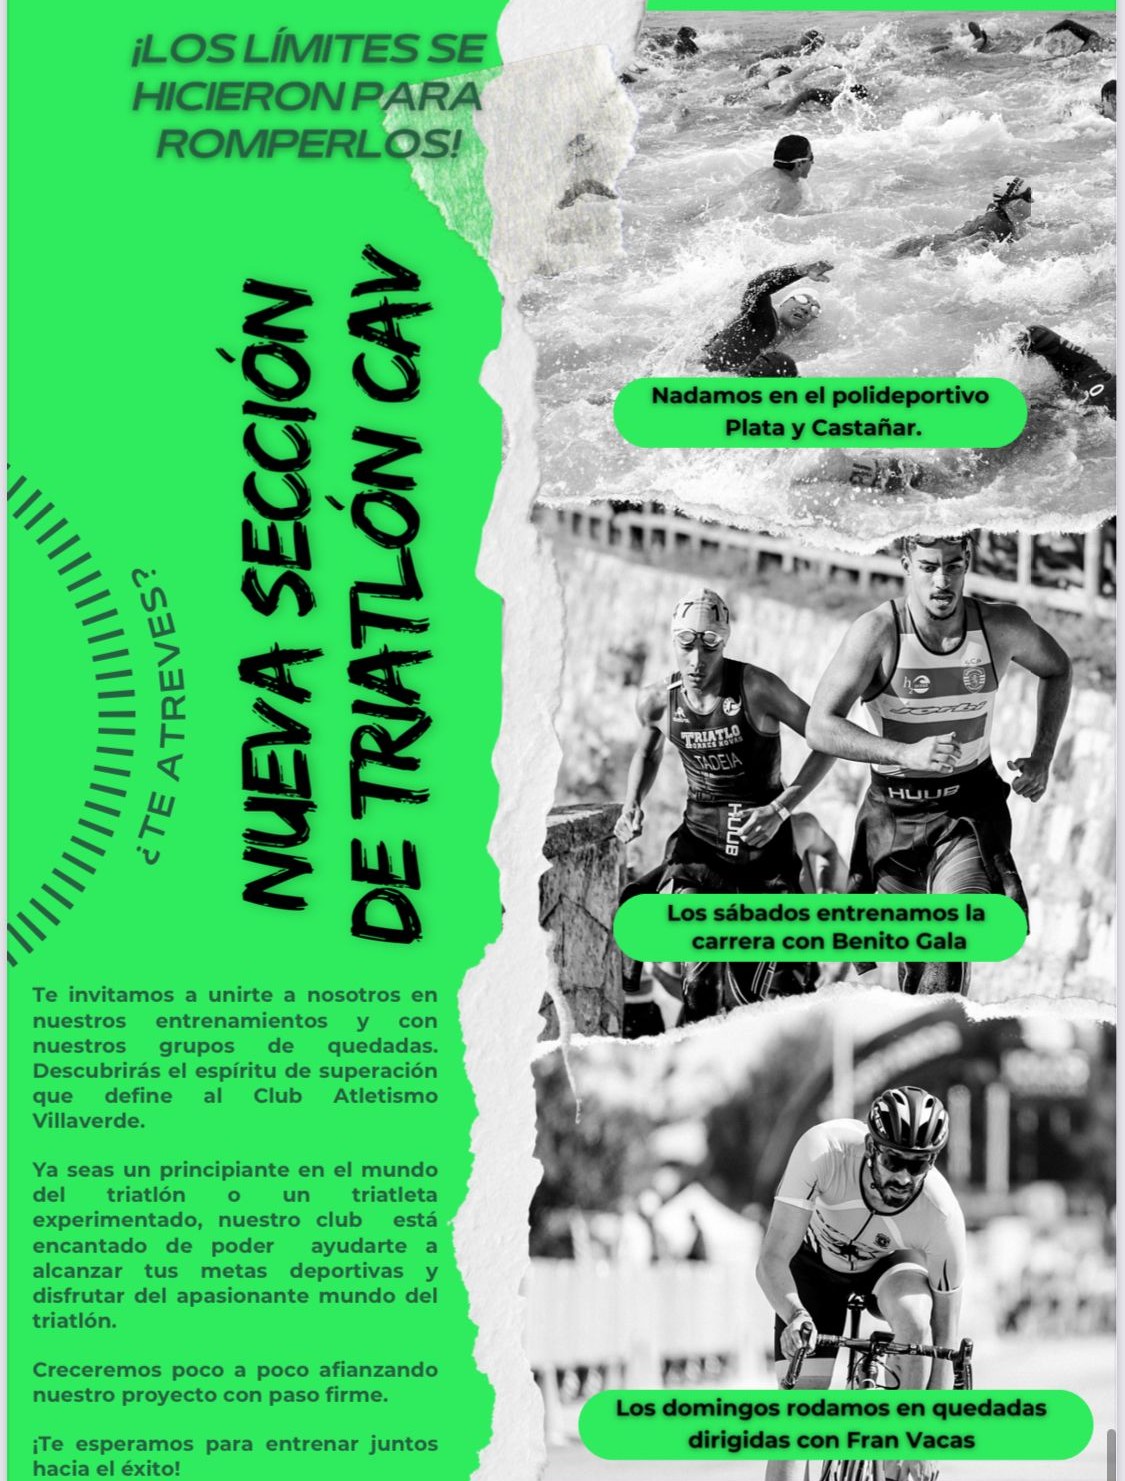 ¡LOS LÍMITES SE
HICIERON PARA
ROMPERLOS!
NUEVA SECCIÓN
DE TRIATLÓN CAV
¿TE ATREVES?
Te invitamos a unirte a nosotros en
nuestros entrenamientos y con
nuestros grupos de quedadas.
Descubrirás el espíritu de superación
que define al Club Atletismo
Villaverde.
Ya seas un principiante en el mundo
del triatlón o un triatleta
experimentado, nuestro club está
encantado de poder ayudarte a
alcanzar tus metas deportivas y
disfrutar del apasionante mundo del
triatlón.
Creceremos poco a poco afianzando
nuestro proyecto con paso firme.
¡Te esperamos para entrenar juntos
hacia el éxito!
Nadamos en el polideportivo
Plata y Castañar.
TRIATLO
TADEIA
HUUB
HUUB
Los sábados entrenamos la
carrera con Benito Gala
Los domingos rodamos en quedadas
dirigidas con Fran Vacas